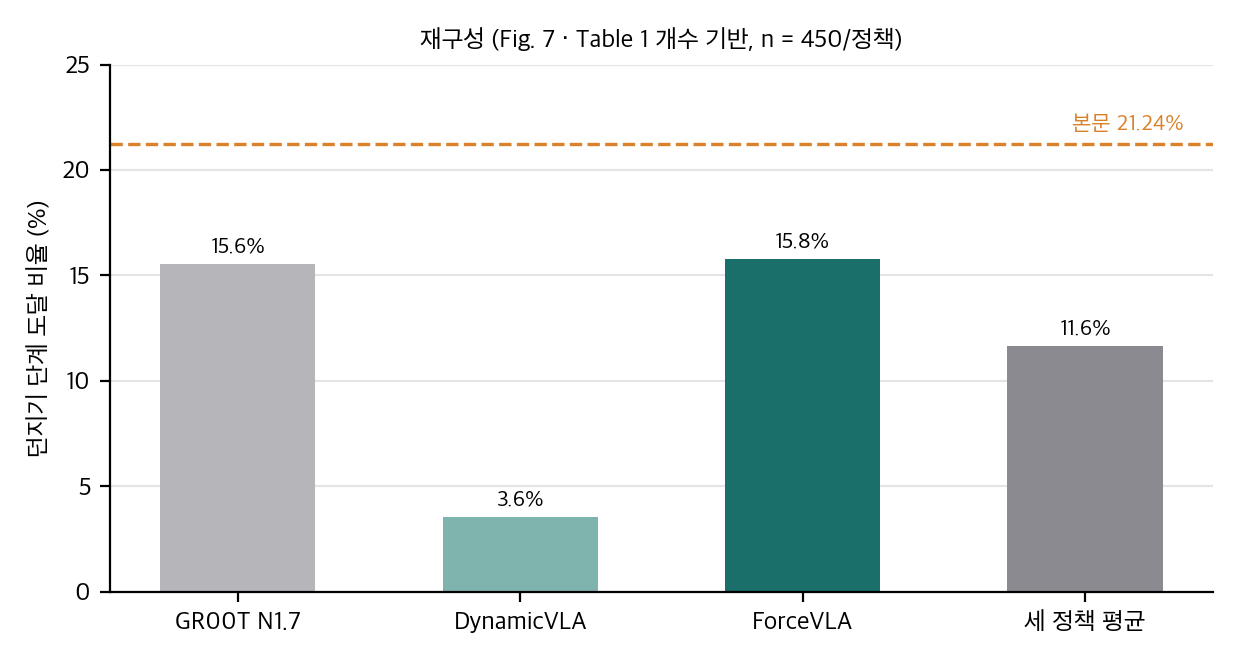 재구성 (Fig. 7 · Table 1 개수 기반, n = 450/정책)
던지기 단계 도달 비율 (%)
25
20
15
10
5
0
본문 21.24%
15.6%
3.6%
15.8%
11.6%
GR00T N1.7
DynamicVLA
ForceVLA
세 정책 평균